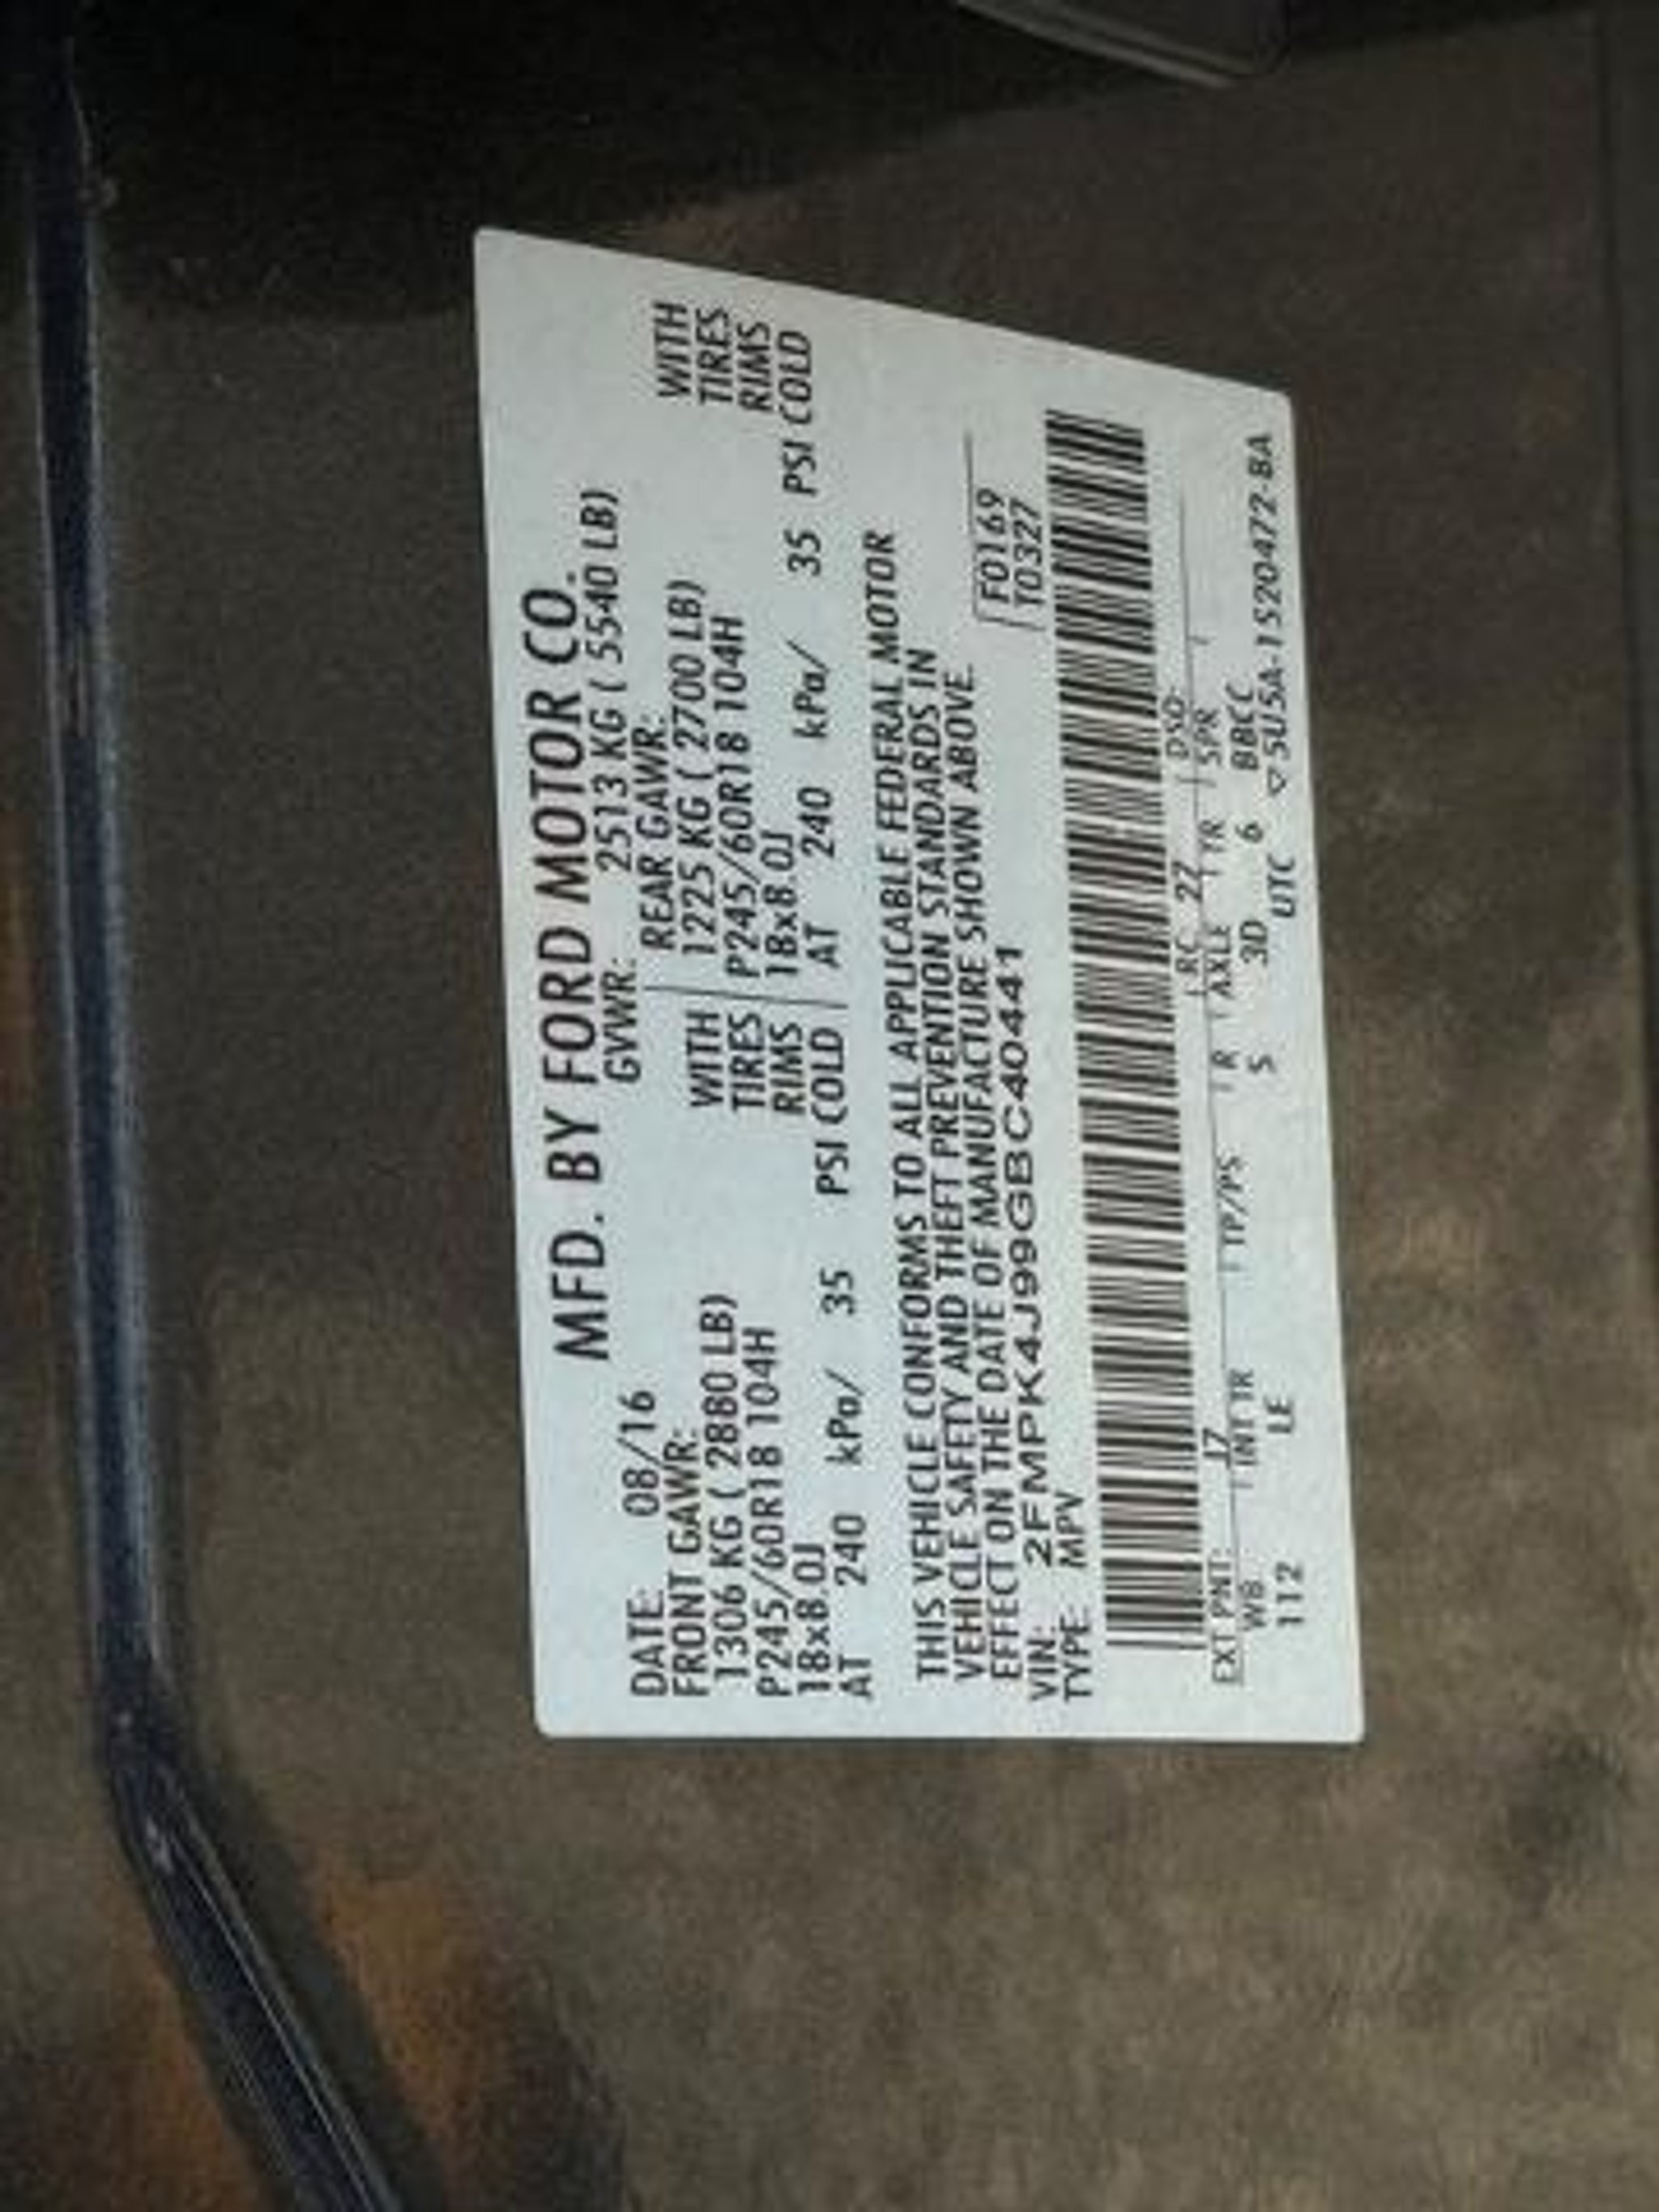 MFD. BY FORD MOTOR CO.
DATE: 08/16 GVWR: 2513 KG ( 5540 LB)
FRONT GAWR: REAR GAWR:
1306 KG ( 2880 LB) WITH 1225 KG ( 2700 LB) WITH
P245/60R18 104H TIRES P245/60R18 104H TIRES
18x8.0J RIMS 18x8.0J RIMS
AT 240 kPa/ 35 PSI COLD AT 240 kPa/ 35 PSI COLD
THIS VEHICLE CONFORMS TO ALL APPLICABLE FEDERAL MOTOR
VEHICLE SAFETY AND THEFT PREVENTION STANDARDS IN
EFFECT ON THE DATE OF MANUFACTURE SHOWN ABOVE.
VIN: 2FMPK4J99GBC40441 F0169
TYPE: MPV T0327
EXT PNT: J7 RC: 27 DSO:
WB INT TR TP/PS R AXLE TR SPR
112 LE S 3D 6 BBCC
UTC ▽5U5A-1520472-BA